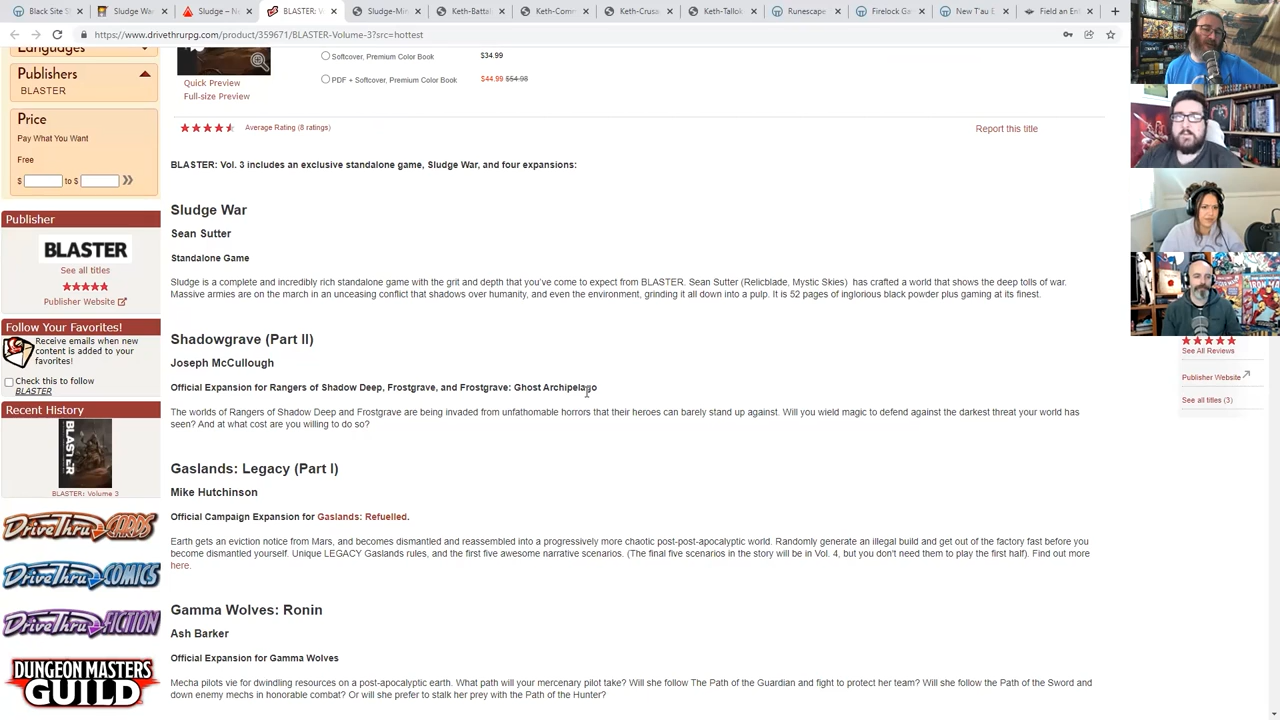 Black Site S
Sludge Wa
Sludge – N
BLASTER: V
Sludge-Min
Keth-Battal
Keth-Comm
Keth-Crusa
Keth-Tallok
Runescape
Firelock Ga
New Tau E
Field an En
https://www.drivethrurpg.com/product/359671/BLASTER-Volume-3?src=hottest
Languages
Publishers
BLASTER
Price
Pay What You Want
Free
$ to $
Publisher
BLASTER
See all titles
Publisher Website
Follow Your Favorites!
Receive emails when new
content is added to your
favorites!
Check this to follow
BLASTER
Recent History
BLASTER
BLASTER: Volume 3
DriveThru CARDS
DriveThru COMICS
DriveThru FICTION
DUNGEON MASTERS
GUILD
Quick Preview
Full-size Preview
Softcover, Premium Color Book $34.99
PDF + Softcover, Premium Color Book $44.99 $54.98
Average Rating (8 ratings)
Report this title
BLASTER: Vol. 3 includes an exclusive standalone game, Sludge War, and four expansions:
Sludge War
Sean Sutter
Standalone Game
Sludge is a complete and incredibly rich standalone game with the grit and depth that you've come to expect from BLASTER. Sean Sutter (Relicblade, Mystic Skies) has crafted a world that shows the deep tolls of war.
Massive armies are on the march in an unceasing conflict that shadows over humanity, and even the environment, grinding it all down into a pulp. It is 52 pages of inglorious black powder plus gaming at its finest.
Shadowgrave (Part II)
Joseph McCullough
Official Expansion for Rangers of Shadow Deep, Frostgrave, and Frostgrave: Ghost Archipelago
The worlds of Rangers of Shadow Deep and Frostgrave are being invaded from unfathomable horrors that their heroes can barely stand up against. Will you wield magic to defend against the darkest threat your world has
seen? And at what cost are you willing to do so?
Gaslands: Legacy (Part I)
Mike Hutchinson
Official Campaign Expansion for Gaslands: Refuelled.
Earth gets an eviction notice from Mars, and becomes dismantled and reassembled into a progressively more chaotic post-post-apocalyptic world. Randomly generate an illegal build and get out of the factory fast before you
become dismantled yourself. Unique LEGACY Gaslands rules, and the first five awesome narrative scenarios. (The final five scenarios in the story will be in Vol. 4, but you don't need them to play the first half). Find out more
here.
Gamma Wolves: Ronin
Ash Barker
Official Expansion for Gamma Wolves
Mecha pilots vie for dwindling resources on a post-apocalyptic earth. What path will your mercenary pilot take? Will she follow The Path of the Guardian and fight to protect her team? Will she follow the Path of the Sword and
down enemy mechs in honorable combat? Or will she prefer to stalk her prey with the Path of the Hunter?
See All Reviews
Publisher Website
See all titles (3)